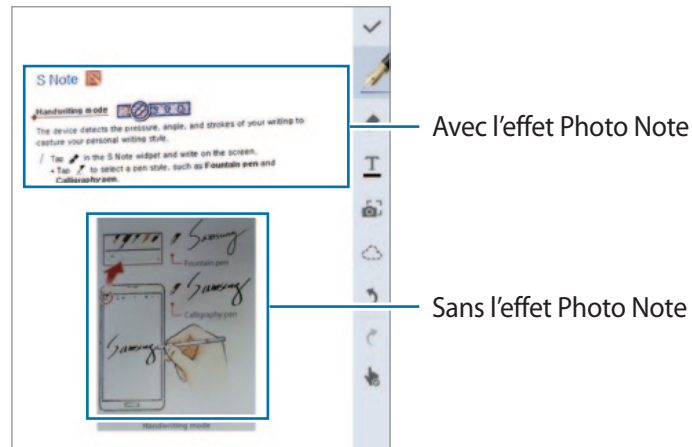 S Note
Handwriting mode
The device detects the pressure, angle, and strokes of your writing to
capture your personal writing style.
Tap in the S Note widget and write on the screen.
• Tap to select a pen style, such as Fountain pen and
Calligraphy pen.
Avec l'effet Photo Note
T
Samsung
Fountain pen
Samsung
Calligraphy pen
Samsung
Sans l'effet Photo Note
Handwriting mode